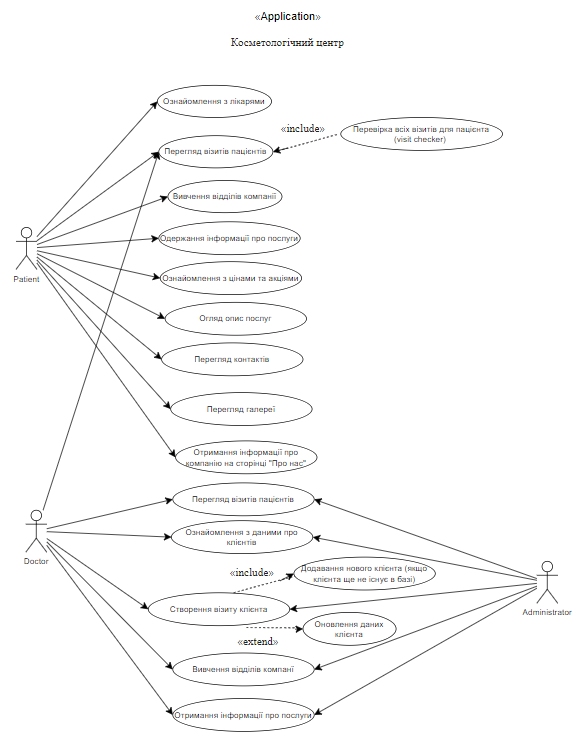 «Application»
Косметологічний центр
Ознайомлення з лікарями
«include»
Перевірка всіх візитів для пацієнта
(visit checker)
Перегляд візитів пацієнтів
Вивчення відділів компанії
Одержання інформації про послуги
Patient
Ознайомлення з цінами та акціями
Огляд опис послуг
Перегляд контактів
Перегляд галереї
Отримання інформації про
компанію на сторінці "Про нас"
Перегляд візитів пацієнтів
Ознайомлення з даними про
клієнтів
Doctor
«include»
Додавання нового клієнта (якщо
клієнта ще не існує в базі)
Створення візиту клієнта
Administrator
Оновлення даних
клієнта
«extend»
Вивчення відділів компанї
Отримання інформації про послуги